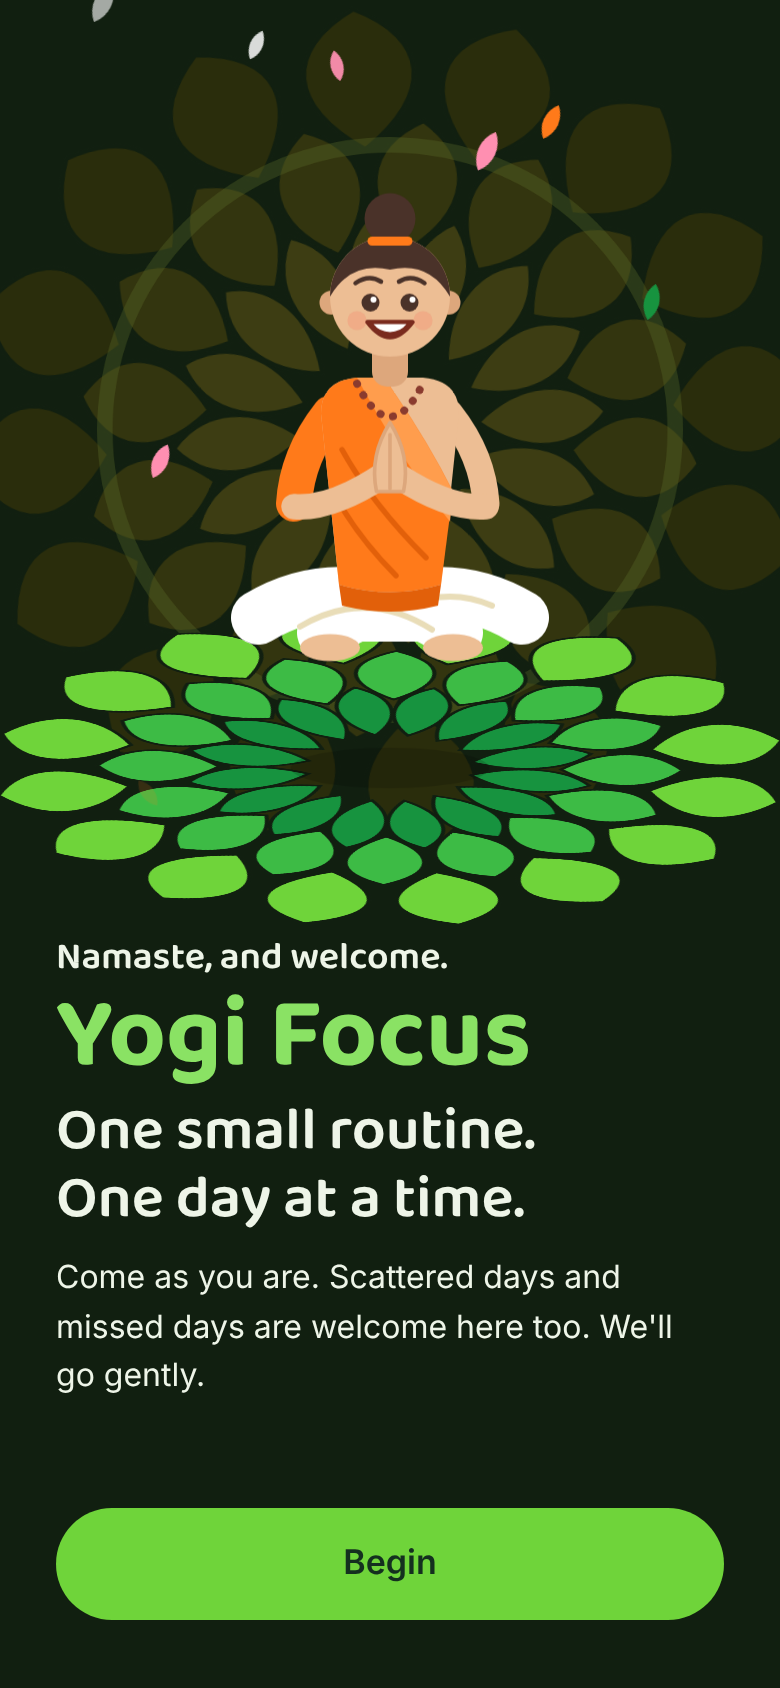 Namaste, and welcome.
Yogi Focus
One small routine.
One day at a time.
Come as you are. Scattered days and
missed days are welcome here too. We'll
go gently.
Begin